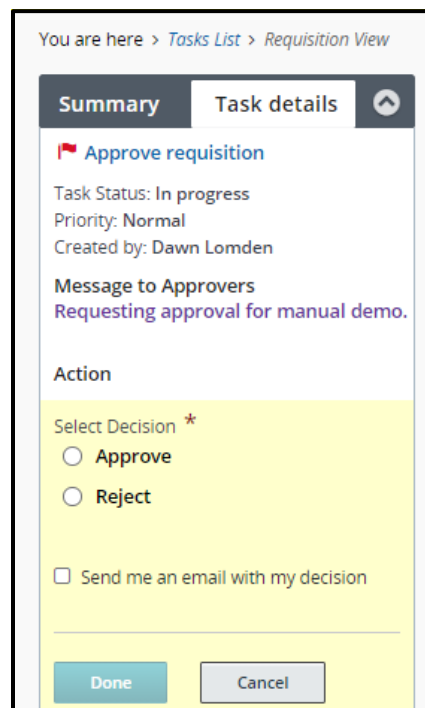 You are here > Tasks List > Requisition View
Summary Task details
Approve requisition
Task Status: In progress
Priority: Normal
Created by: Dawn Lomden
Message to Approvers
Requesting approval for manual demo.
Action
Select Decision *
Approve
Reject
Send me an email with my decision
Done Cancel